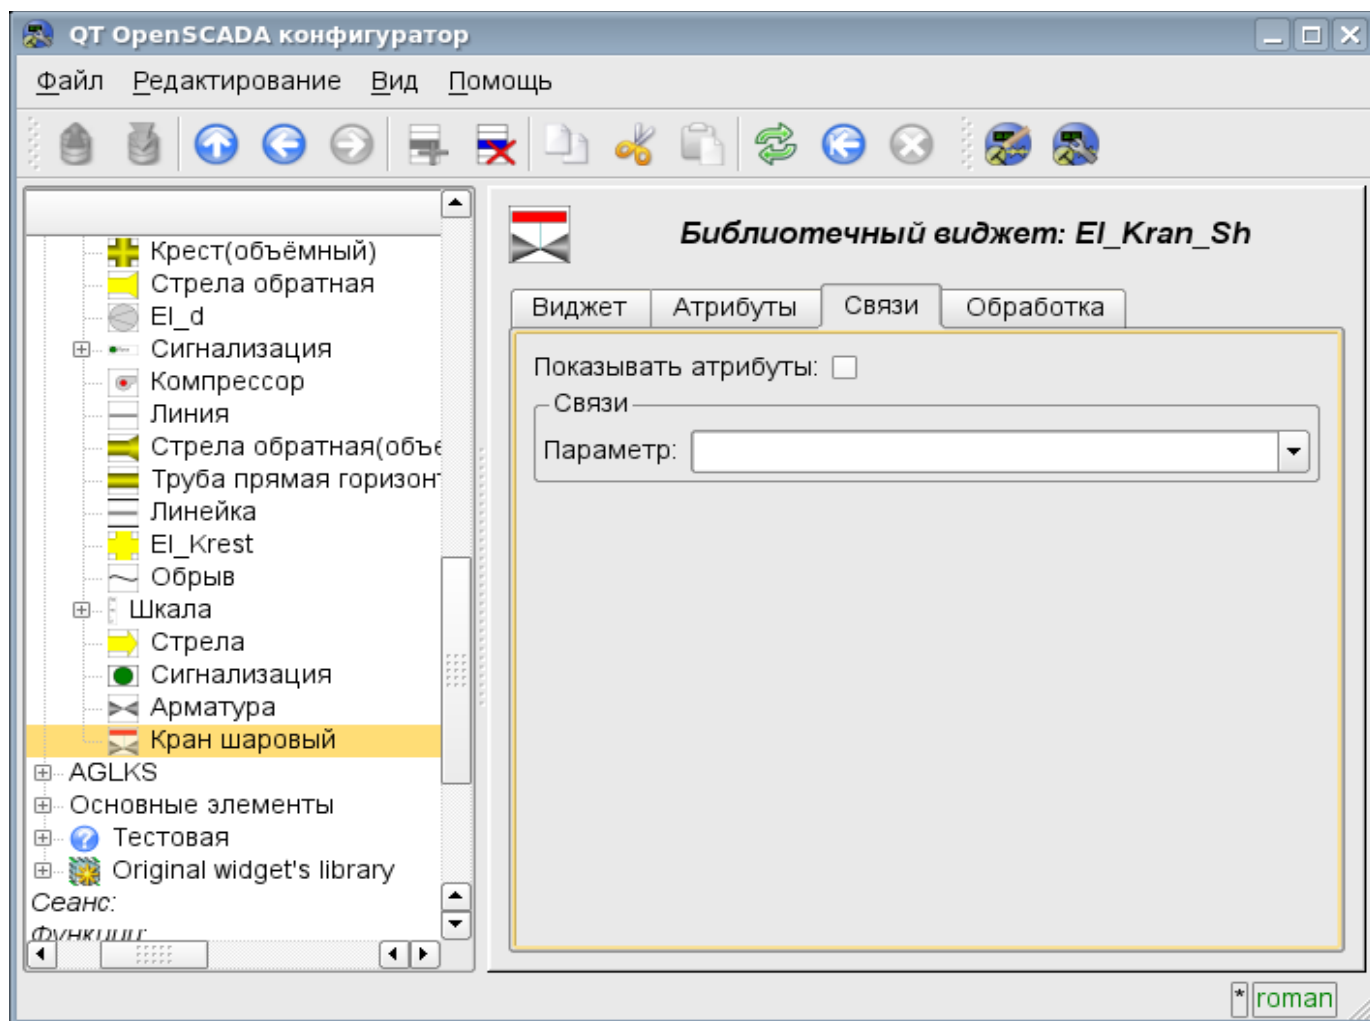 QT OpenSCADA конфигуратор
Файл Редактирование Вид Помощь
Крест(объёмный)
Стрела обратная
El_d
Сигнализация
Компрессор
Линия
Стрела обратная(объе
Труба прямая горизонт
Линейка
El_Krest
Обрыв
Шкала
Стрела
Сигнализация
Арматура
Кран шаровый
AGLKS
Основные элементы
Тестовая
Original widget's library
Сеанс:
Функции:
Библиотечный виджет: El_Kran_Sh
Виджет Атрибуты Связи Обработка
Показывать атрибуты:
Связи
Параметр:
* roman